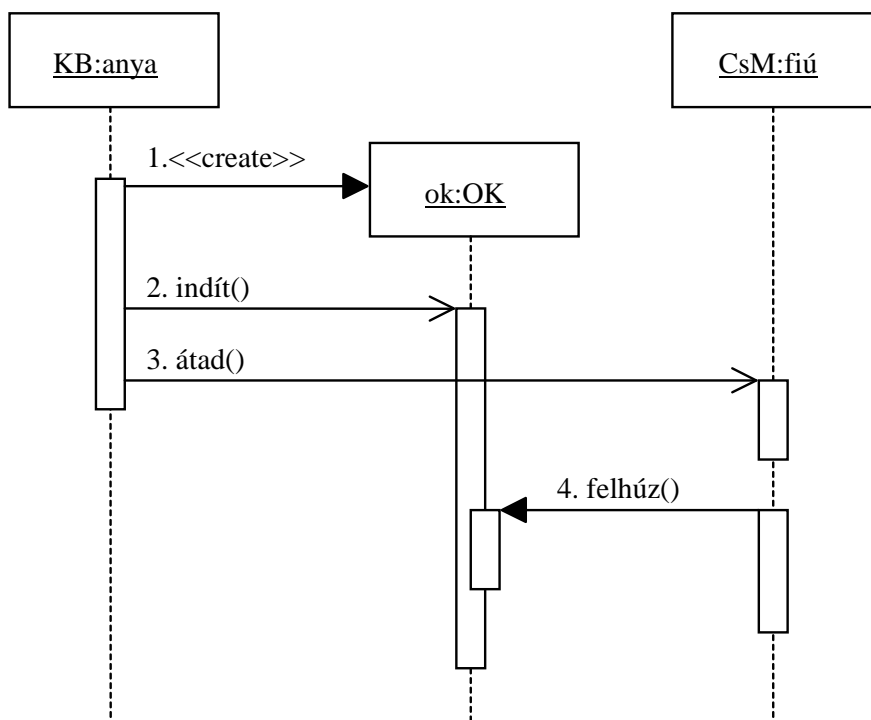 KB:anya
CsM:fiú
1.<<create>>
ok:OK
2. indít()
3. átad()
4. felhúz()